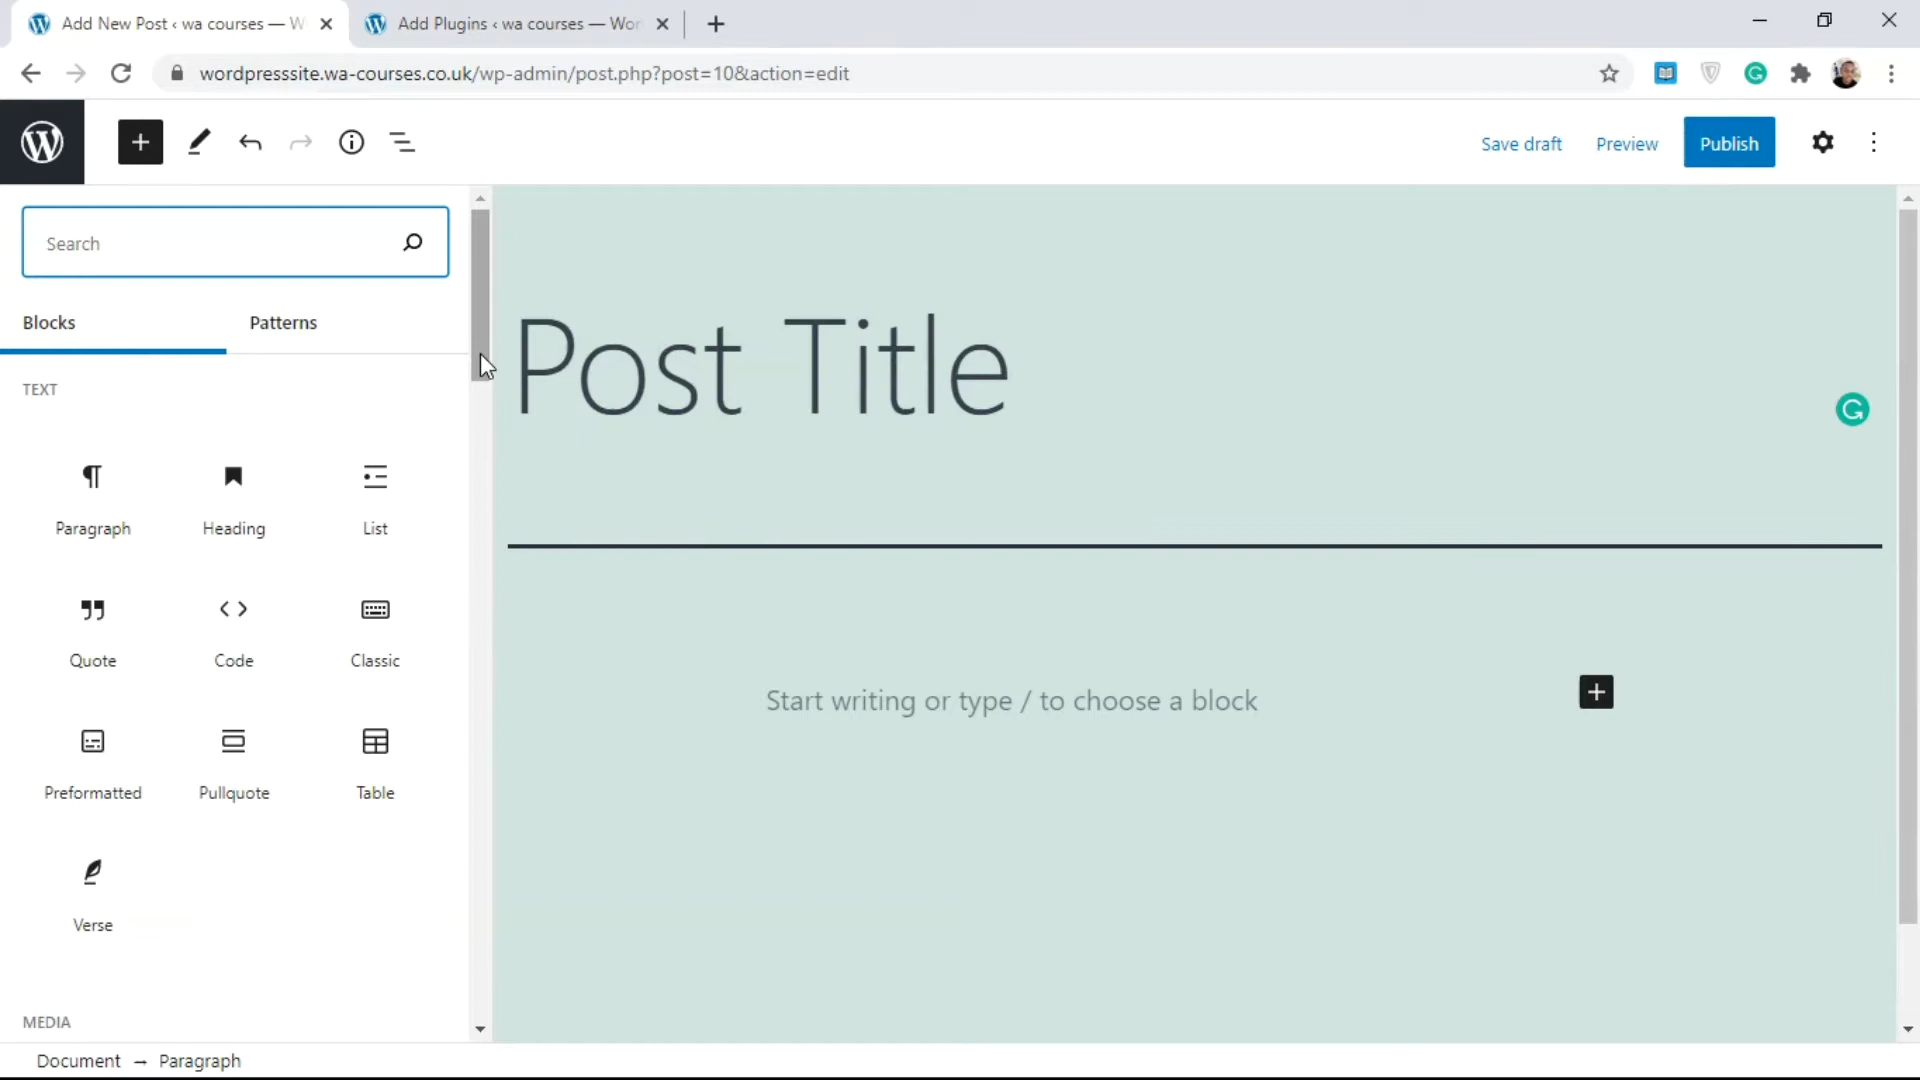 Add New Post ‹ wa courses — W
Add Plugins ‹ wa courses — Wor
wordpresssite.wa-courses.co.uk/wp-admin/post.php?post=10&action=edit
Save draft
Preview
Publish
Search
Blocks
Patterns
TEXT
Paragraph
Heading
List
Quote
Code
Classic
Preformatted
Pullquote
Table
Verse
MEDIA
Post Title
Start writing or type / to choose a block
Document → Paragraph